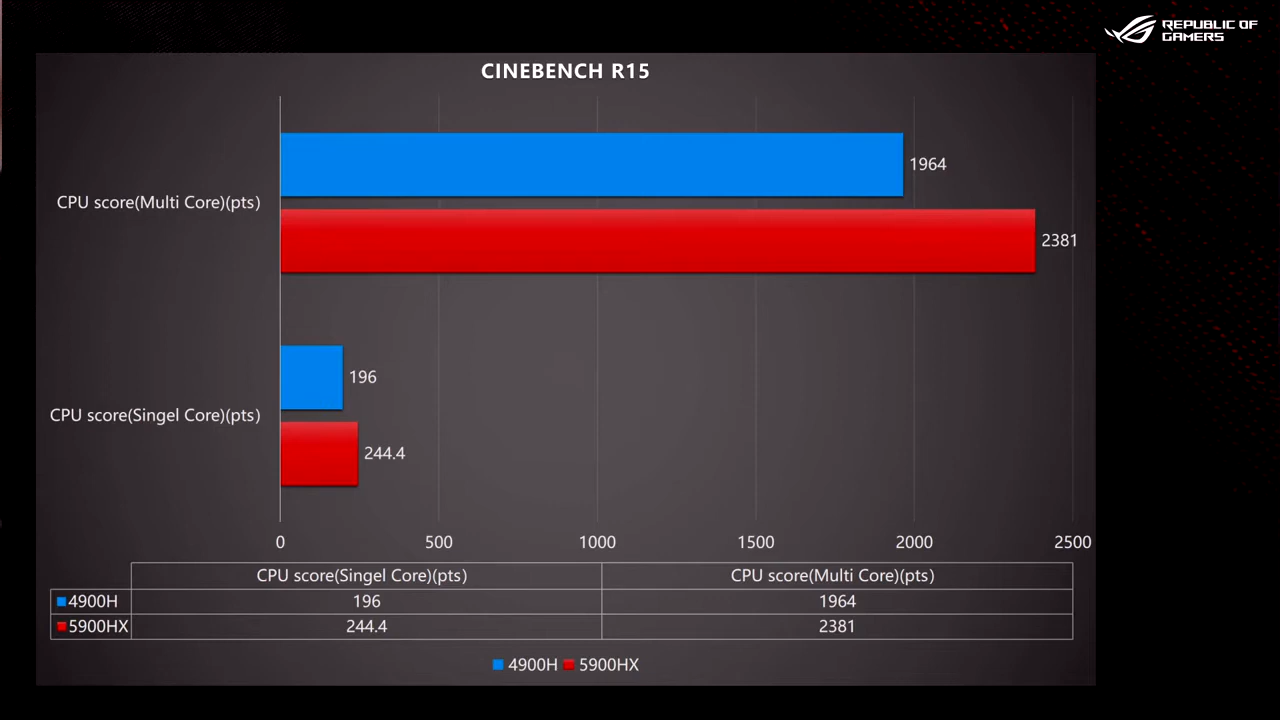 REPUBLIC OF
GAMERS
CINEBENCH R15
1964
CPU score(Multi Core)(pts)
2381
196
CPU score(Singel Core)(pts)
244.4
0 500 1000 1500 2000 2500
CPU score(Singel Core)(pts) CPU score(Multi Core)(pts)
4900H 196 1964
5900HX 244.4 2381
4900H 5900HX